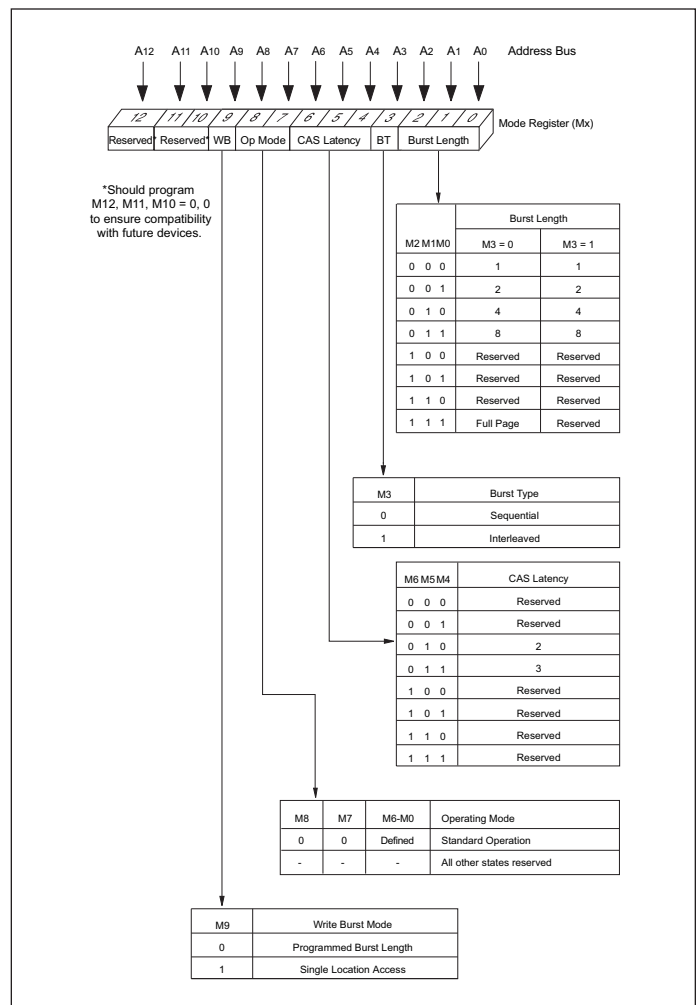 A12 A11 A10 A9 A8 A7 A6 A5 A4 A3 A2 A1 A0 Address Bus
12 11 10 9 8 7 6 5 4 3 2 1 0
Mode Register (Mx)
Reserved* Reserved* WB Op Mode CAS Latency BT Burst Length
*Should program
M12, M11, M10 = 0, 0
to ensure compatibility
with future devices.
Burst Length
M2 M1M0 M3 = 0 M3 = 1
0 0 0 1 1
0 0 1 2 2
0 1 0 4 4
0 1 1 8 8
1 0 0 Reserved Reserved
1 0 1 Reserved Reserved
1 1 0 Reserved Reserved
1 1 1 Full Page Reserved
M3 Burst Type
0 Sequential
1 Interleaved
M6 M5 M4 CAS Latency
0 0 0 Reserved
0 0 1 Reserved
0 1 0 2
0 1 1 3
1 0 0 Reserved
1 0 1 Reserved
1 1 0 Reserved
1 1 1 Reserved
M8 M7 M6-M0 Operating Mode
0 0 Defined Standard Operation
- - - All other states reserved
M9 Write Burst Mode
0 Programmed Burst Length
1 Single Location Access